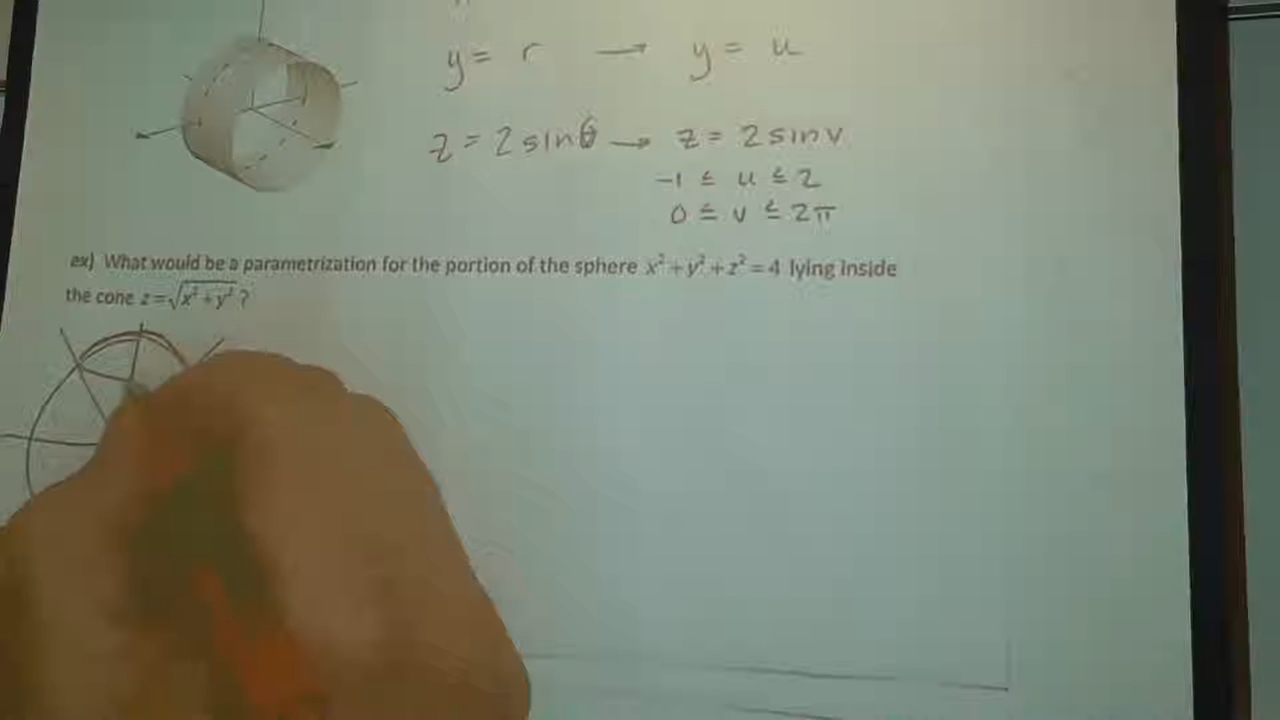 y = r → y = u
z = 2 sin θ → z = 2 sin v
-1 ≤ u ≤ 2
0 ≤ v ≤ 2π
ex) What would be a parametrization for the portion of the sphere x² + y² + z² = 4 lying inside
the cone z = √(x² + y²) ?